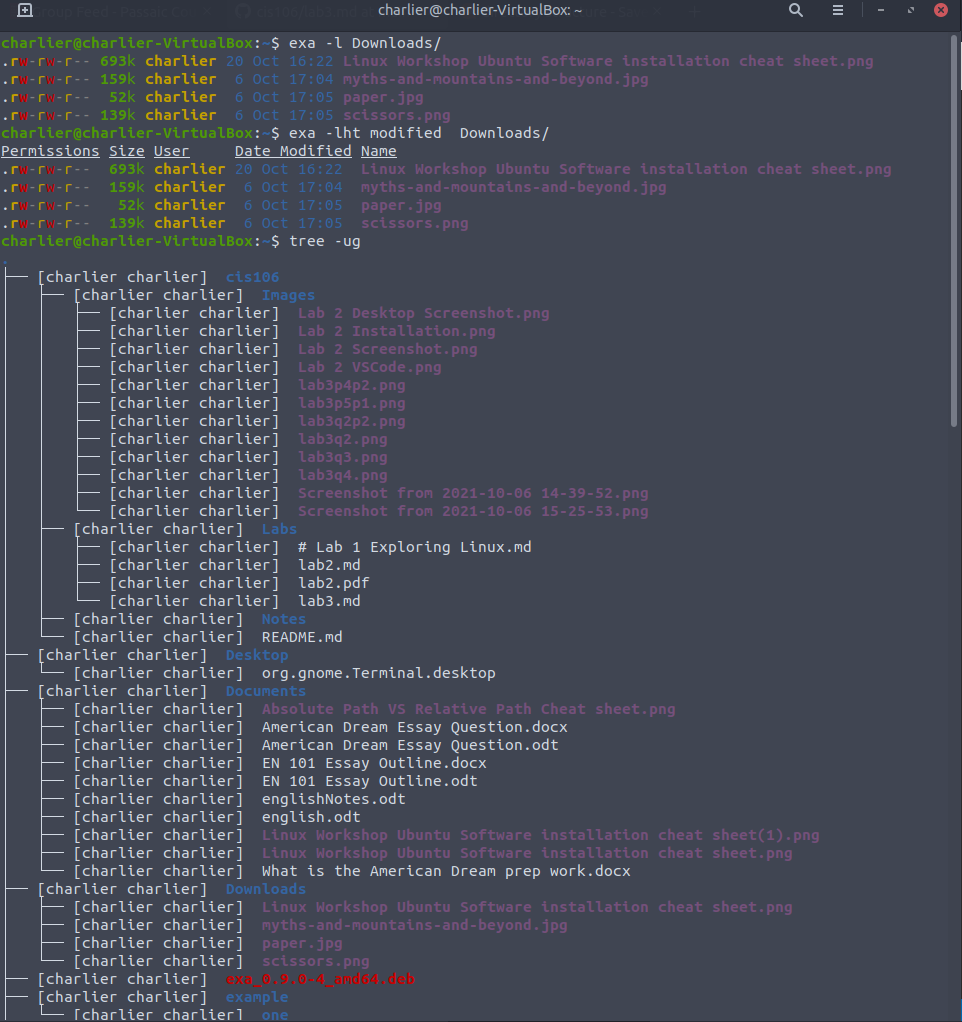 charlier@charlier-VirtualBox: ~
charlier@charlier-VirtualBox:~$ exa -l Downloads/
.rw-rw-r-- 693k charlier 20 Oct 16:22 Linux Workshop Ubuntu Software installation cheat sheet.png
.rw-rw-r-- 159k charlier  6 Oct 17:04 myths-and-mountains-and-beyond.jpg
.rw-rw-r--  52k charlier  6 Oct 17:05 paper.jpg
.rw-rw-r-- 139k charlier  6 Oct 17:05 scissors.png
charlier@charlier-VirtualBox:~$ exa -lht modified  Downloads/
Permissions Size User     Date Modified Name
.rw-rw-r--  693k charlier 20 Oct 16:22  Linux Workshop Ubuntu Software installation cheat sheet.png
.rw-rw-r--  159k charlier  6 Oct 17:04  myths-and-mountains-and-beyond.jpg
.rw-rw-r--   52k charlier  6 Oct 17:05  paper.jpg
.rw-rw-r--  139k charlier  6 Oct 17:05  scissors.png
charlier@charlier-VirtualBox:~$ tree -ug
.
├── [charlier charlier]  cis106
│   ├── [charlier charlier]  Images
│   │   ├── [charlier charlier]  Lab 2 Desktop Screenshot.png
│   │   ├── [charlier charlier]  Lab 2 Installation.png
│   │   ├── [charlier charlier]  Lab 2 Screenshot.png
│   │   ├── [charlier charlier]  Lab 2 VSCode.png
│   │   ├── [charlier charlier]  lab3p4p2.png
│   │   ├── [charlier charlier]  lab3p5p1.png
│   │   ├── [charlier charlier]  lab3q2p2.png
│   │   ├── [charlier charlier]  lab3q2.png
│   │   ├── [charlier charlier]  lab3q3.png
│   │   ├── [charlier charlier]  lab3q4.png
│   │   ├── [charlier charlier]  Screenshot from 2021-10-06 14-39-52.png
│   │   └── [charlier charlier]  Screenshot from 2021-10-06 15-25-53.png
│   ├── [charlier charlier]  Labs
│   │   ├── [charlier charlier]  # Lab 1 Exploring Linux.md
│   │   ├── [charlier charlier]  lab2.md
│   │   ├── [charlier charlier]  lab2.pdf
│   │   └── [charlier charlier]  lab3.md
│   ├── [charlier charlier]  Notes
│   └── [charlier charlier]  README.md
├── [charlier charlier]  Desktop
│   └── [charlier charlier]  org.gnome.Terminal.desktop
├── [charlier charlier]  Documents
│   ├── [charlier charlier]  Absolute Path VS Relative Path Cheat sheet.png
│   ├── [charlier charlier]  American Dream Essay Question.docx
│   ├── [charlier charlier]  American Dream Essay Question.odt
│   ├── [charlier charlier]  EN 101 Essay Outline.docx
│   ├── [charlier charlier]  EN 101 Essay Outline.odt
│   ├── [charlier charlier]  englishNotes.odt
│   ├── [charlier charlier]  english.odt
│   ├── [charlier charlier]  Linux Workshop Ubuntu Software installation cheat sheet(1).png
│   ├── [charlier charlier]  Linux Workshop Ubuntu Software installation cheat sheet.png
│   └── [charlier charlier]  What is the American Dream prep work.docx
├── [charlier charlier]  Downloads
│   ├── [charlier charlier]  Linux Workshop Ubuntu Software installation cheat sheet.png
│   ├── [charlier charlier]  myths-and-mountains-and-beyond.jpg
│   ├── [charlier charlier]  paper.jpg
│   └── [charlier charlier]  scissors.png
├── [charlier charlier]  exa_0.9.0-4_amd64.deb
├── [charlier charlier]  example
│   └── [charlier charlier]  one